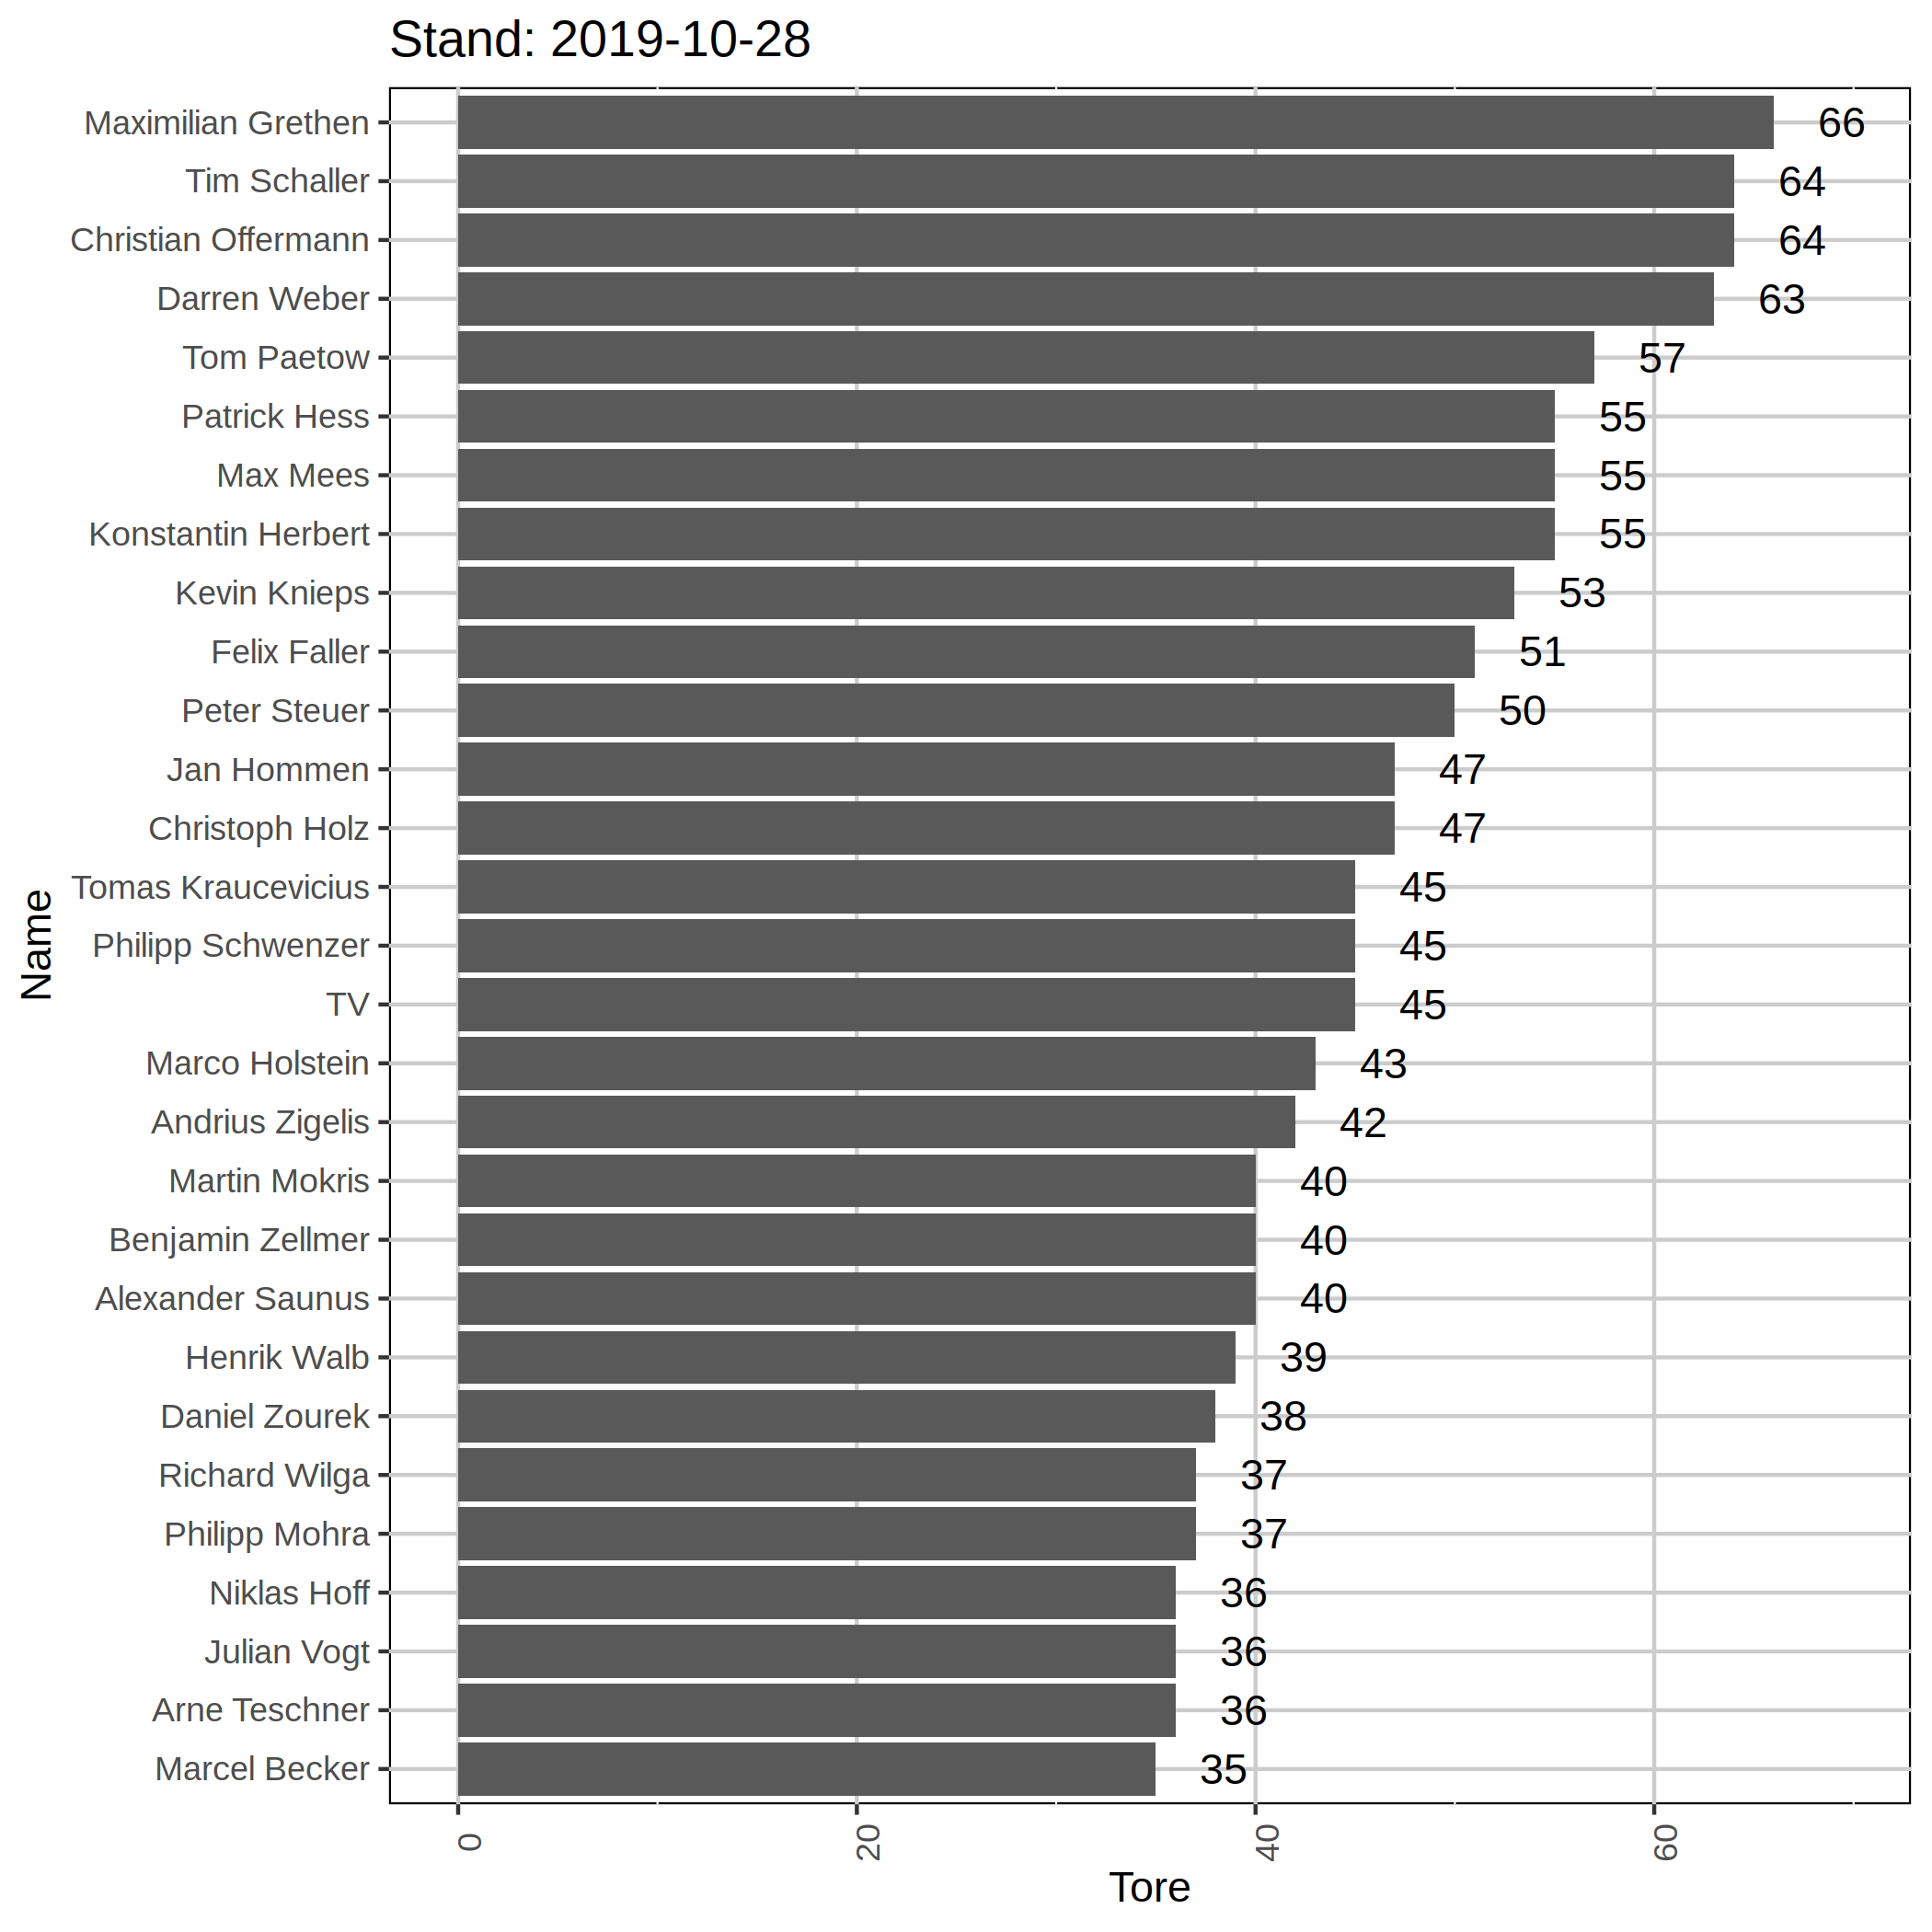 Stand: 2019-10-28
Name
Maximilian Grethen 66
Tim Schaller 64
Christian Offermann 64
Darren Weber 63
Tom Paetow 57
Patrick Hess 55
Max Mees 55
Konstantin Herbert 55
Kevin Knieps 53
Felix Faller 51
Peter Steuer 50
Jan Hommen 47
Christoph Holz 47
Tomas Kraucevicius 45
Philipp Schwenzer 45
TV 45
Marco Holstein 43
Andrius Zigelis 42
Martin Mokris 40
Benjamin Zellmer 40
Alexander Saunus 40
Henrik Walb 39
Daniel Zourek 38
Richard Wilga 37
Philipp Mohra 37
Niklas Hoff 36
Julian Vogt 36
Arne Teschner 36
Marcel Becker 35
0 20 40 60
Tore